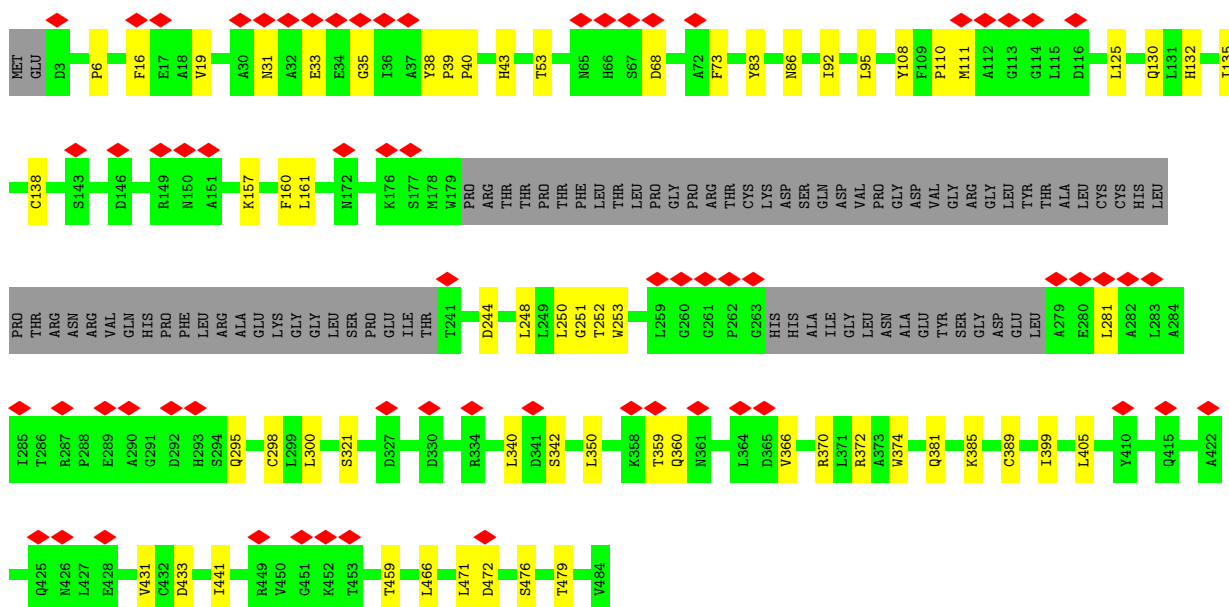 MET GLU D3 P6 F16 E17 A18 V19 A30 N31 A32 E33 E34 G35 I36 A37 Y38 P39 P40 H43 T53 N65 H66 S67 D68 A72 F73 Y83 N86 I92 L95 Y108 F109 P110 M111 A112 G113 G114 L115 D116 L125 Q130 L131 H132 I135
C138 S143 D146 R149 N150 A151 K157 F160 L161 N172 K176 S177 M178 W179 PRO ARG THR THR PRO THR PHE LEU THR LEU PRO GLY PRO ARG THR CYS LYS ASP SER GLN ASP VAL PRO GLY ASP VAL GLY ARG GLY LEU TYR THR ALA LEU CYS CYS HIS LEU
PRO THR ARG ASN ARG VAL GLN HIS PRO PHE LEU ARG ALA GLU LYS GLY GLY LEU SER PRO GLU ILE THR T241 D244 L248 L249 L250 G251 T252 W253 L259 G260 G261 P262 G263 HIS HIS ALA ILE GLY LEU ASN ALA GLU TYR SER GLY ASP GLU LEU A279 E280 L281 A282 L283 A284
I285 T286 R287 P288 E289 A290 G291 D292 H293 S294 Q295 C298 L299 L300 S321 D327 D330 R334 L340 D341 S342 L350 K358 T359 Q360 N361 L364 D365 V366 R370 L371 R372 A373 W374 Q381 K385 C389 I399 L405 Y410 Q415 A422
Q425 N426 L427 E428 V431 C432 D433 I441 R449 V450 G451 K452 T453 T459 L466 L471 D472 S476 T479 V484